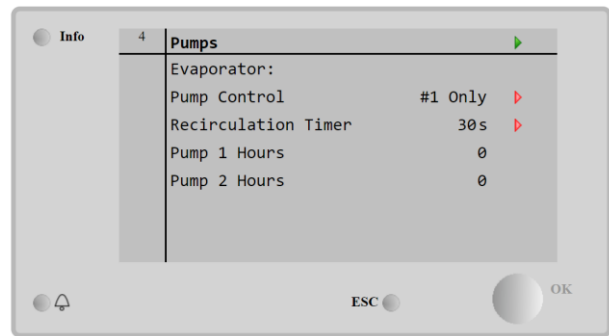 Info
4 Pumps
Evaporator:
Pump Control #1 Only
Recirculation Timer 30s
Pump 1 Hours 0
Pump 2 Hours 0
ESC
OK